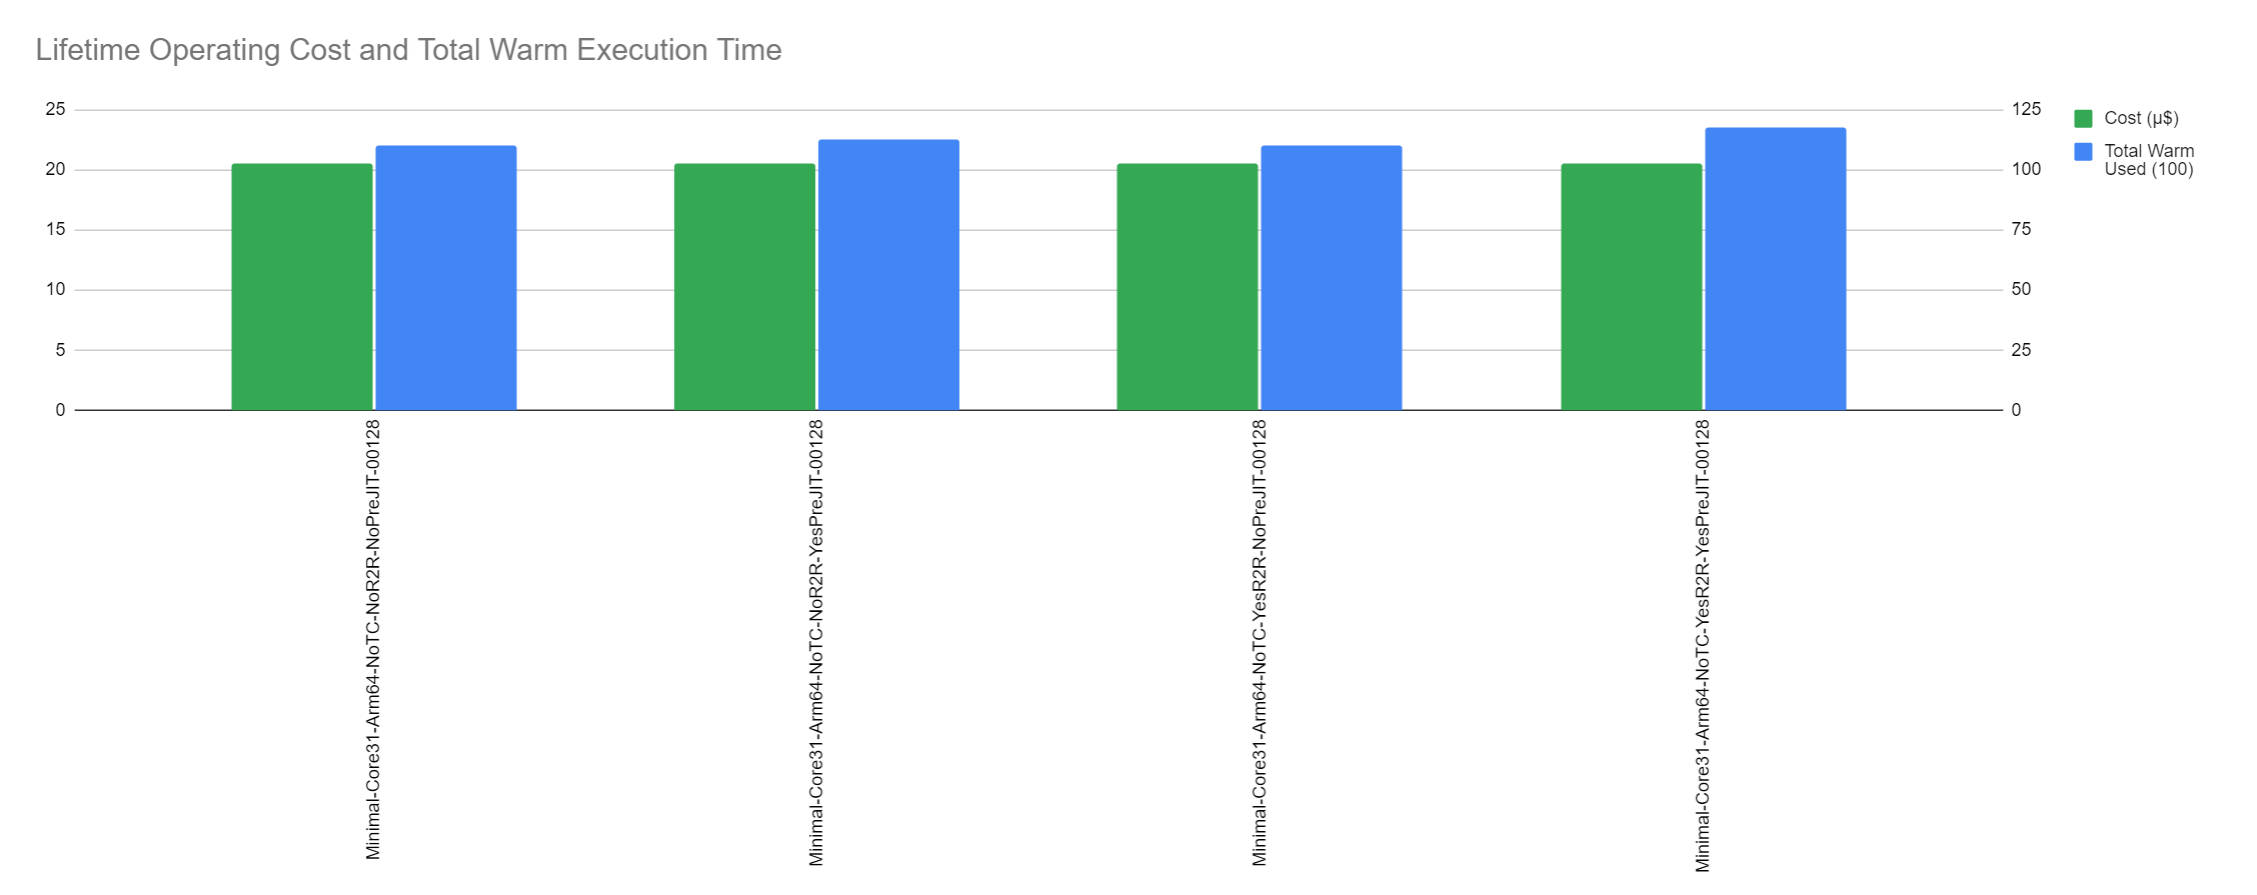 Lifetime Operating Cost and Total Warm Execution Time
25
20
15
10
5
0
125
100
75
50
25
0
Cost (µ$)
Total Warm
Used (100)
Minimal-Core31-Arm64-NoTC-NoR2R-NoPreJIT-00128
Minimal-Core31-Arm64-NoTC-NoR2R-YesPreJIT-00128
Minimal-Core31-Arm64-NoTC-YesR2R-NoPreJIT-00128
Minimal-Core31-Arm64-NoTC-YesR2R-YesPreJIT-00128